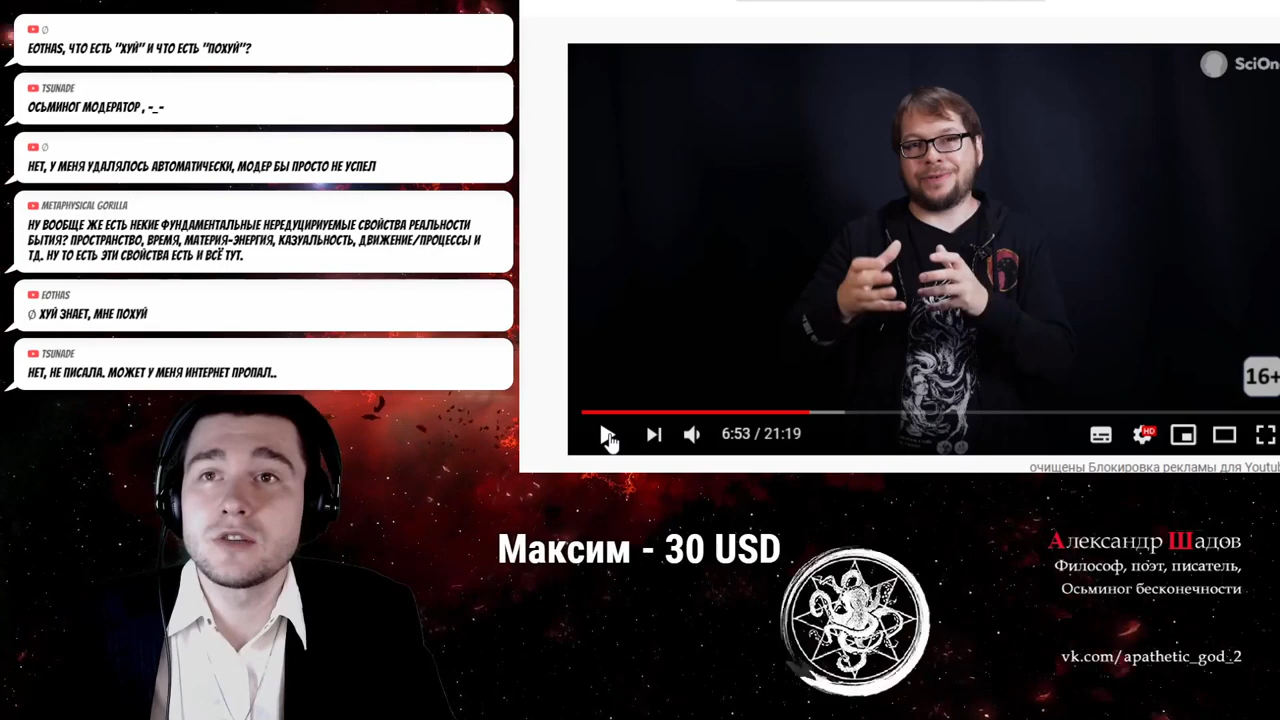 Ø
EOTHAS, ЧТО ЕСТЬ "ХУЙ" И ЧТО ЕСТЬ "ПОХУЙ"?
TSUNADE
ОСЬМИНОГ МОДЕРАТОР , -_-
Ø
НЕТ, У МЕНЯ УДАЛЯЛОСЬ АВТОМАТИЧЕСКИ, МОДЕР БЫ ПРОСТО НЕ УСПЕЛ
METAPHYSICAL GORILLA
НУ ВООБЩЕ ЖЕ ЕСТЬ НЕКИЕ ФУНДАМЕНТАЛЬНЫЕ НЕРЕДУЦИРИУЕМЫЕ СВОЙСТВА РЕАЛЬНОСТИ
БЫТИЯ? ПРОСТРАНСТВО, ВРЕМЯ, МАТЕРИЯ-ЭНЕРГИЯ, КАЗУАЛЬНОСТЬ, ДВИЖЕНИЕ/ПРОЦЕССЫ И
ТД. НУ ТО ЕСТЬ ЭТИ СВОЙСТВА ЕСТЬ И ВСЁ ТУТ.
EOTHAS
Ø ХУЙ ЗНАЕТ, МНЕ ПОХУЙ
TSUNADE
НЕТ, НЕ ПИСАЛА. МОЖЕТ У МЕНЯ ИНТЕРНЕТ ПРОПАЛ..
SciOn
16+
6:53 / 21:19
HD
очищены Блокировка рекламы для Youtub
Максим - 30 USD
Александр Шадов
Философ, поэт, писатель,
Осьминог бесконечности
vk.com/apathetic_god_2